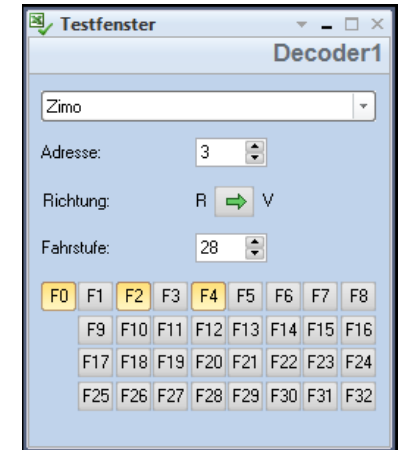 Testfenster
Decoder1
Zimo
Adresse: 3
Richtung: R V
Fahrstufe: 28
F0 F1 F2 F3 F4 F5 F6 F7 F8
F9 F10 F11 F12 F13 F14 F15 F16
F17 F18 F19 F20 F21 F22 F23 F24
F25 F26 F27 F28 F29 F30 F31 F32